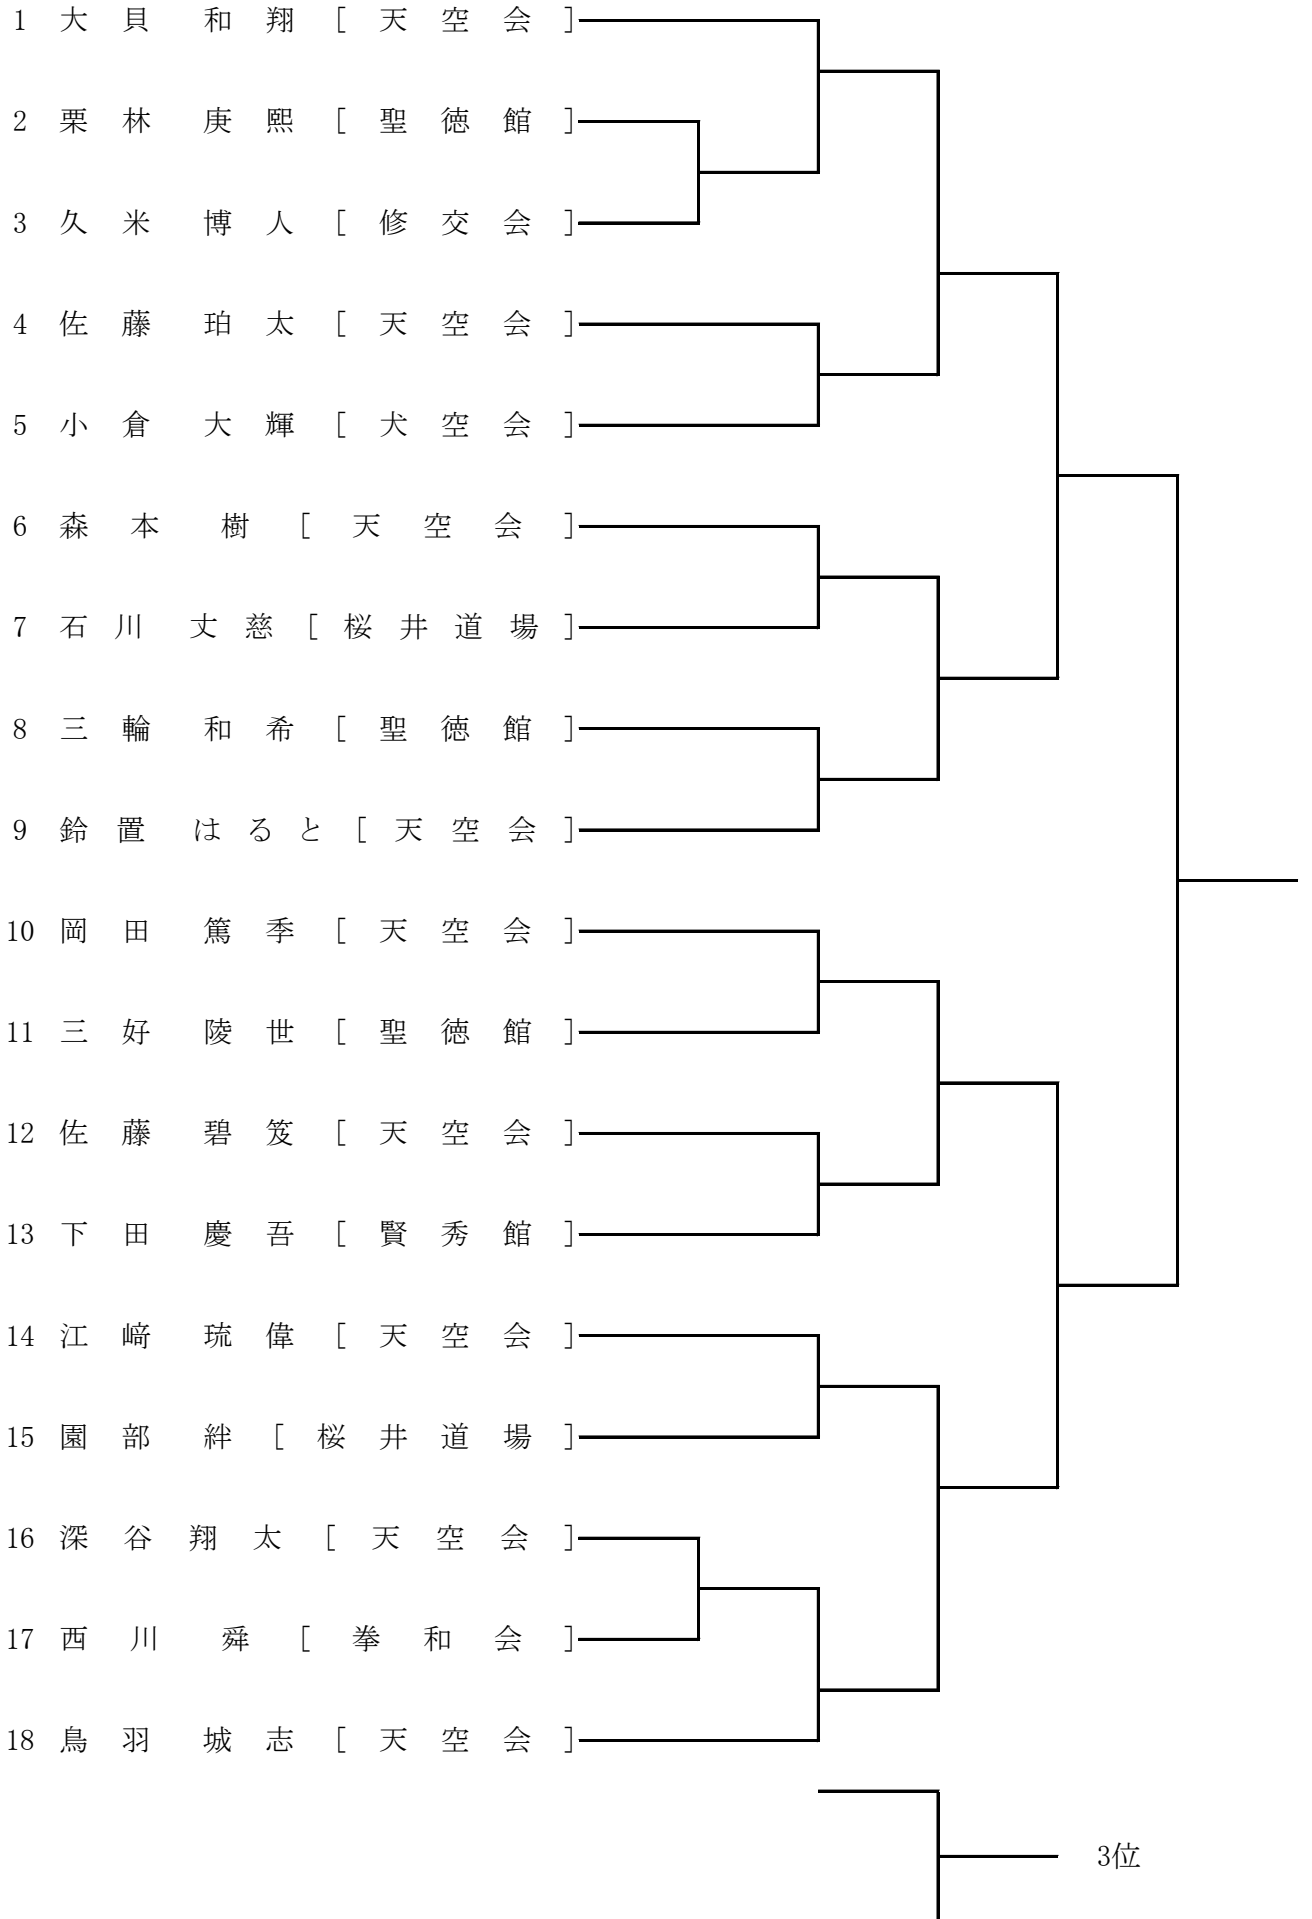 1 大貝 和翔 [ 天空会 ]
2 栗林 庚熙 [ 聖徳館 ]
3 久米 博人 [ 修交会 ]
4 佐藤 珀太 [ 天空会 ]
5 小倉 大輝 [ 犬空会 ]
6 森本 樹 [ 天空会 ]
7 石川 丈慈 [ 桜井道場 ]
8 三輪 和希 [ 聖徳館 ]
9 鈴置 はると [ 天空会 ]
10 岡田 篤季 [ 天空会 ]
11 三好 陵世 [ 聖徳館 ]
12 佐藤 碧笈 [ 天空会 ]
13 下田 慶吾 [ 賢秀館 ]
14 江﨑 琉偉 [ 天空会 ]
15 園部 絆 [ 桜井道場 ]
16 深谷翔太 [ 天空会 ]
17 西川 舜 [ 拳和会 ]
18 鳥羽 城志 [ 天空会 ]
3位